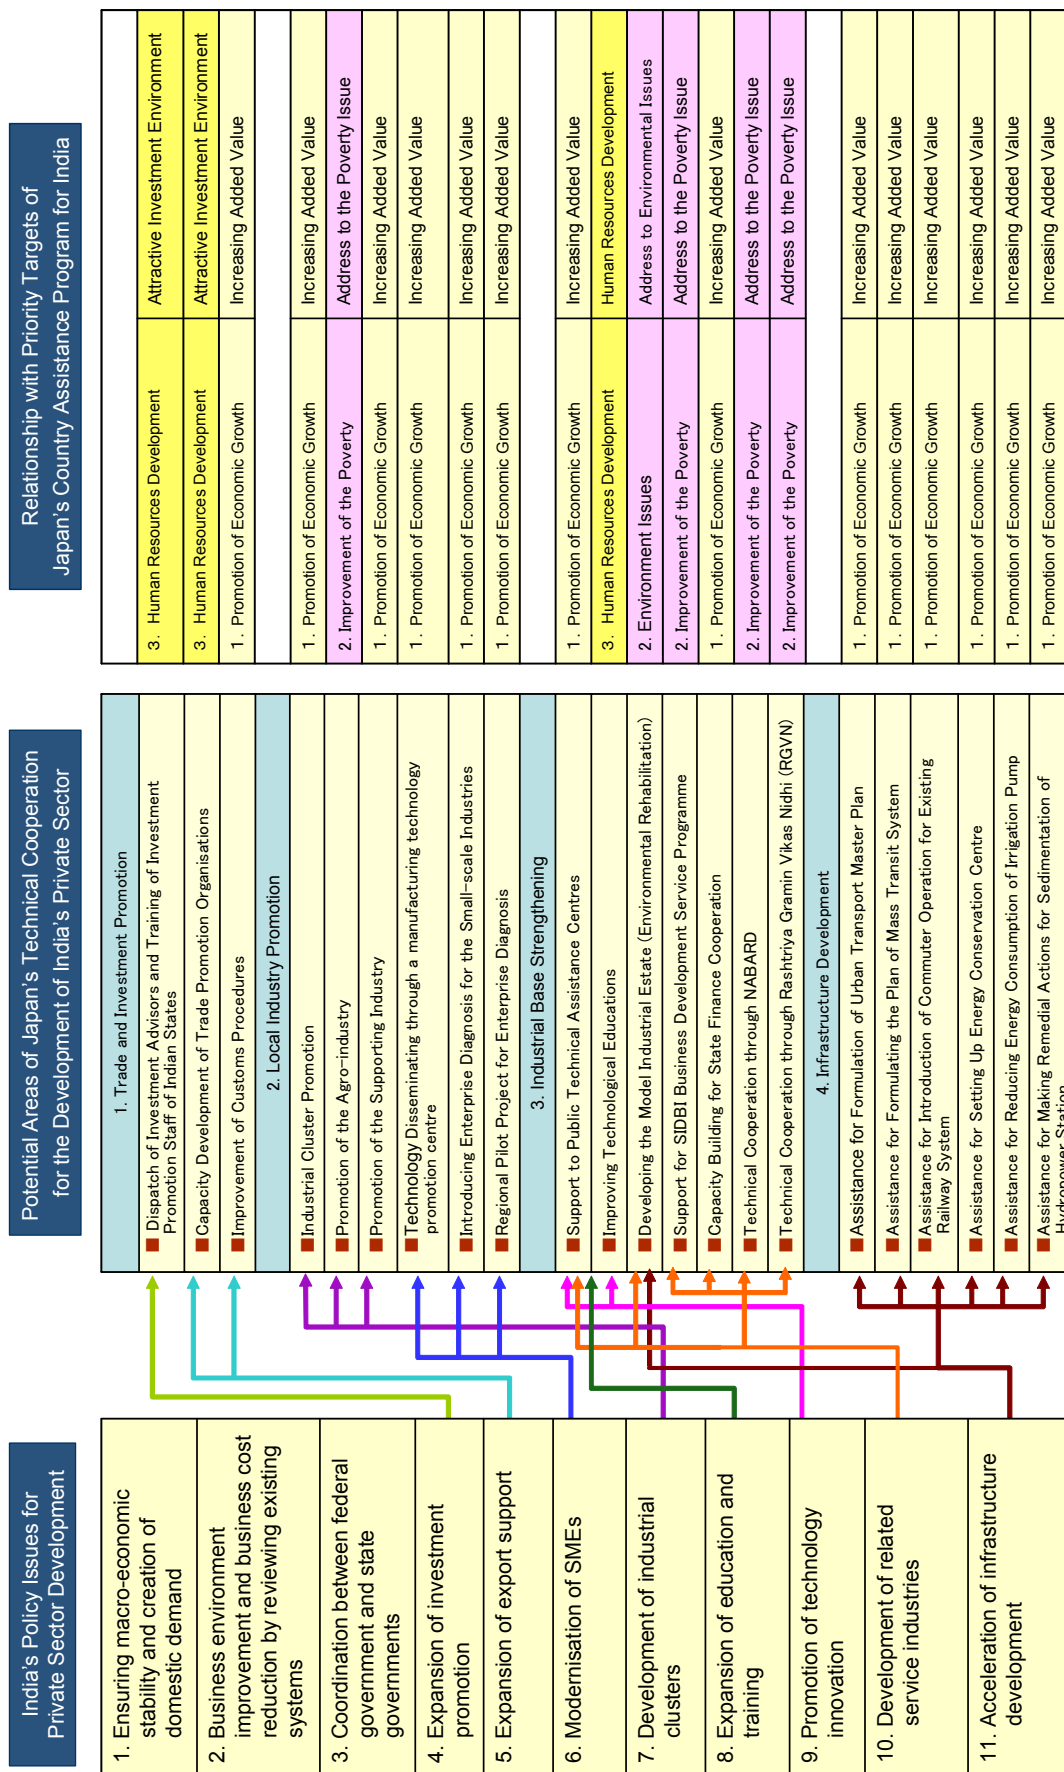 India's Policy Issues for
Private Sector Development
1. Ensuring macro-economic
stability and creation of
domestic demand
2. Business environment
improvement and business cost
reduction by reviewing existing
systems
3. Coordination between federal
government and state
governments
4. Expansion of investment
promotion
5. Expansion of export support
6. Modernisation of SMEs
7. Development of industrial
clusters
8. Expansion of education and
training
9. Promotion of technology
innovation
10. Development of related
service industries
11. Acceleration of infrastructure
development
Potential Areas of Japan's Technical Cooperation
for the Development of India's Private Sector
1. Trade and Investment Promotion
■Dispatch of Investment Advisors and Training of Investment
Promotion Staff of Indian States
■Capacity Development of Trade Promotion Organisations
■Improvement of Customs Procedures
2. Local Industry Promotion
■Industrial Cluster Promotion
■Promotion of the Agro-industry
■Promotion of the Supporting Industry
■Technology Disseminating through a manufacturing technology
promotion centre
■Introducing Enterprise Diagnosis for the Small-scale Industries
■Regional Pilot Project for Enterprise Diagnosis
3. Industrial Base Strengthening
■Support to Public Technical Assistance Centres
■Improving Technological Educations
■Developing the Model Industrial Estate (Environmental Rehabilitation)
■Support for SIDBI Business Development Service Programme
■Capacity Building for State Finance Cooperation
■Technical Cooperation through NABARD
■Technical Cooperation through Rashtriya Gramin Vikas Nidhi (RGVN)
4. Infrastructure Development
■Assistance for Formulation of Urban Transport Master Plan
■Assistance for Formulating the Plan of Mass Transit System
■Assistance for Introduction of Commuter Operation for Existing
Railway System
■Assistance for Setting Up Energy Conservation Centre
■Assistance for Reducing Energy Consumption of Irrigation Pump
■Assistance for Making Remedial Actions for Sedimentation of
Hydropower Station
Relationship with Priority Targets of
Japan's Country Assistance Program for India
3. Human Resources Development Attractive Investment Environment
3. Human Resources Development Attractive Investment Environment
1. Promotion of Economic Growth Increasing Added Value
1. Promotion of Economic Growth Increasing Added Value
2. Improvement of the Poverty Address to the Poverty Issue
1. Promotion of Economic Growth Increasing Added Value
1. Promotion of Economic Growth Increasing Added Value
1. Promotion of Economic Growth Increasing Added Value
1. Promotion of Economic Growth Increasing Added Value
1. Promotion of Economic Growth Increasing Added Value
3. Human Resources Development Human Resources Development
2. Environment Issues Address to Environmental Issues
2. Improvement of the Poverty Address to the Poverty Issue
1. Promotion of Economic Growth Increasing Added Value
2. Improvement of the Poverty Address to the Poverty Issue
2. Improvement of the Poverty Address to the Poverty Issue
1. Promotion of Economic Growth Increasing Added Value
1. Promotion of Economic Growth Increasing Added Value
1. Promotion of Economic Growth Increasing Added Value
1. Promotion of Economic Growth Increasing Added Value
1. Promotion of Economic Growth Increasing Added Value
1. Promotion of Economic Growth Increasing Added Value